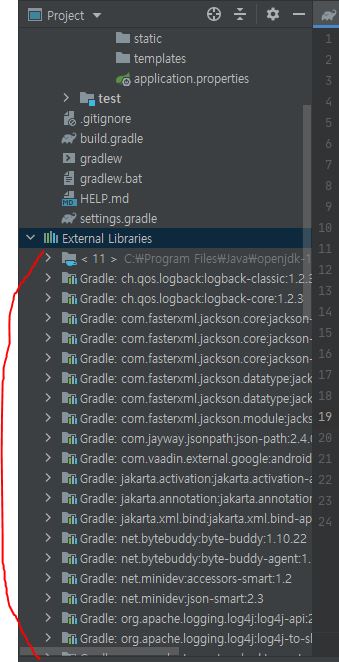 Project
static
templates
application.properties
test
.gitignore
build.gradle
gradlew
gradlew.bat
HELP.md
settings.gradle
External Libraries
< 11 > C:₩Program Files₩Java₩openjdk-1
Gradle: ch.qos.logback:logback-classic:1.2.3
Gradle: ch.qos.logback:logback-core:1.2.3
Gradle: com.fasterxml.jackson.core:jackson-
Gradle: com.fasterxml.jackson.core:jackson-
Gradle: com.fasterxml.jackson.core:jackson-
Gradle: com.fasterxml.jackson.datatype:jack
Gradle: com.fasterxml.jackson.datatype:jack
Gradle: com.fasterxml.jackson.module:jacks
Gradle: com.jayway.jsonpath:json-path:2.4.0
Gradle: com.vaadin.external.google:android
Gradle: jakarta.activation:jakarta.activation-a
Gradle: jakarta.annotation:jakarta.annotation
Gradle: jakarta.xml.bind:jakarta.xml.bind-ap
Gradle: net.bytebuddy:byte-buddy:1.10.22
Gradle: net.bytebuddy:byte-buddy-agent:1.
Gradle: net.minidev:accessors-smart:1.2
Gradle: net.minidev:json-smart:2.3
Gradle: org.apache.logging.log4j:log4j-api:2
Gradle: org.apache.logging.log4j:log4j-to-sl
1
2
3
4
5
6
7
8
9
10
11
12
13
14
15
16
17
18
19
20
21
22
23
24